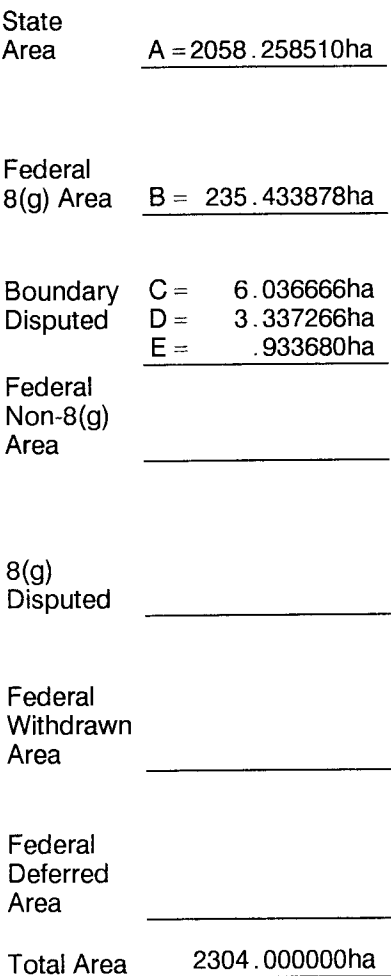 State
Area A = 2058.258510ha
Federal
8(g) Area B = 235.433878ha
Boundary C = 6.036666ha
Disputed D = 3.337266ha
E = .933680ha
Federal
Non-8(g)
Area
8(g)
Disputed
Federal
Withdrawn
Area
Federal
Deferred
Area
Total Area 2304.000000ha